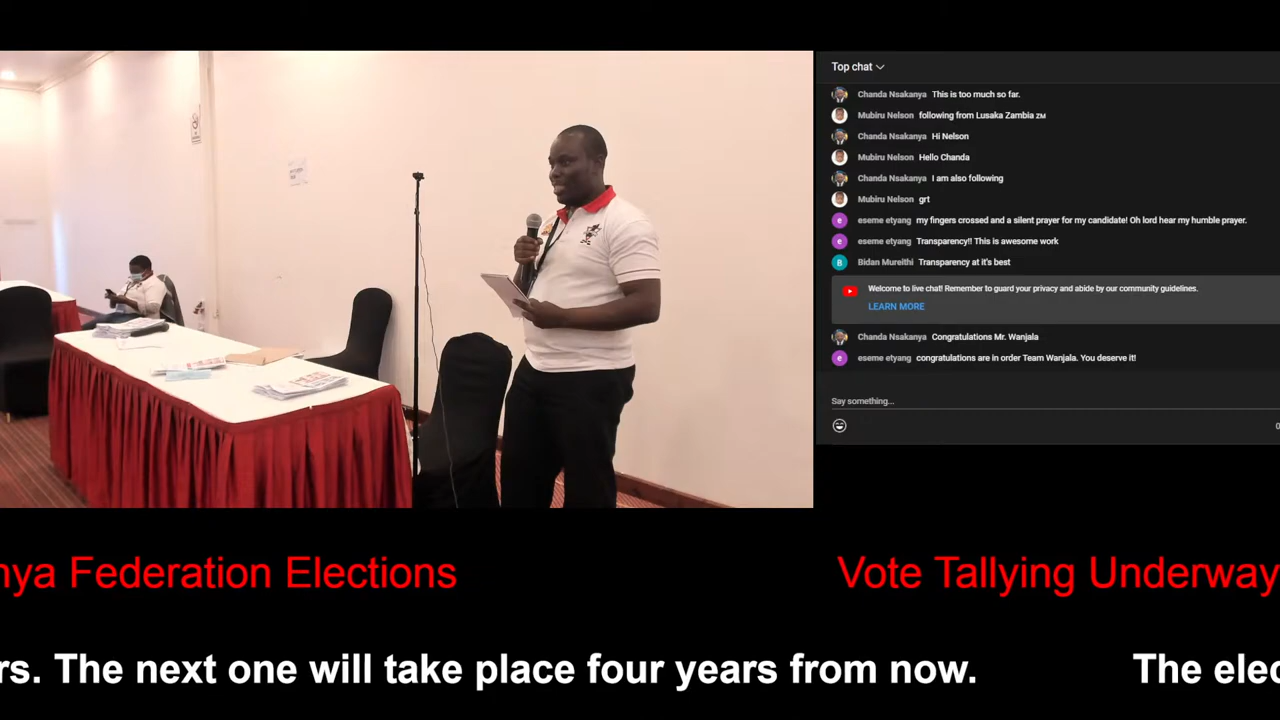 Top chat
Chanda Nsakanya This is too much so far.
Mubiru Nelson following from Lusaka Zambia ZM
Chanda Nsakanya Hi Nelson
Mubiru Nelson Hello Chanda
Chanda Nsakanya I am also following
Mubiru Nelson grt
eseme etyang my fingers crossed and a silent prayer for my candidate! Oh lord hear my humble prayer.
eseme etyang Transparency!! This is awesome work
B Bidan Mureithi Transparency at it's best
Welcome to live chat! Remember to guard your privacy and abide by our community guidelines.
LEARN MORE
Chanda Nsakanya Congratulations Mr. Wanjala
eseme etyang congratulations are in order Team Wanjala. You deserve it!
Say something...
0
nya Federation Elections Vote Tallying Underway
rs. The next one will take place four years from now. The elec